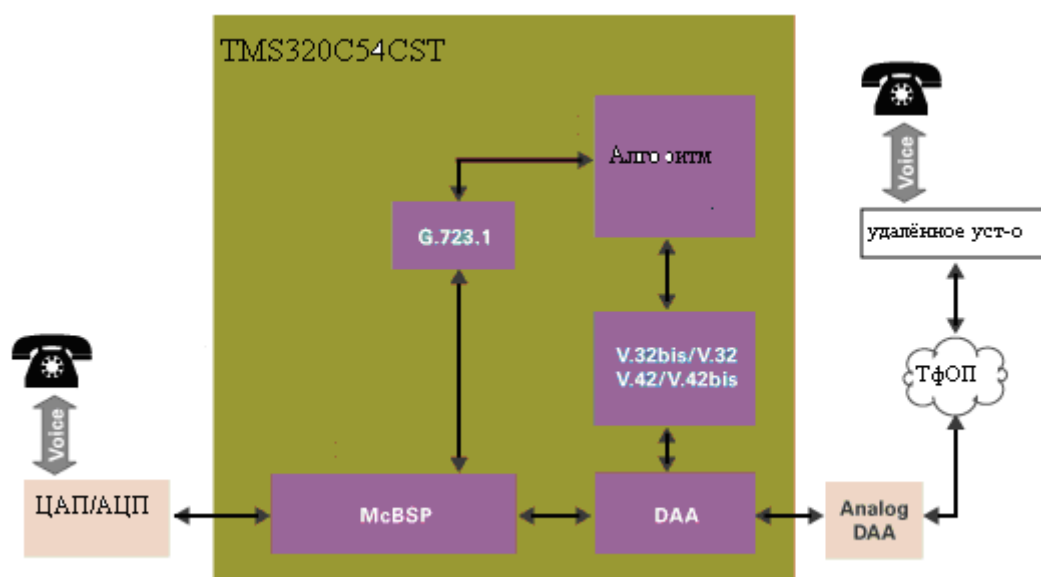 TMS320C54CST
Voice
Алго
G.723.1
удалённое уст-о
V.32bis/V.32
V.42/V.42bis
ТфОП
Voice
ЦАП/АЦП
McBSP
DAA
Analog
DAA